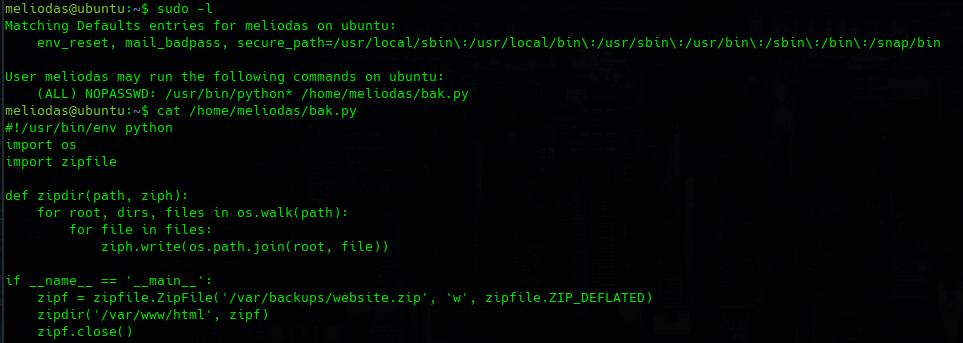 meliodas@ubuntu:~$ sudo -l
Matching Defaults entries for meliodas on ubuntu:
    env_reset, mail_badpass, secure_path=/usr/local/sbin\:/usr/local/bin\:/usr/sbin\:/usr/bin\:/sbin\:/bin\:/snap/bin

User meliodas may run the following commands on ubuntu:
    (ALL) NOPASSWD: /usr/bin/python* /home/meliodas/bak.py
meliodas@ubuntu:~$ cat /home/meliodas/bak.py
#!/usr/bin/env python
import os
import zipfile

def zipdir(path, ziph):
    for root, dirs, files in os.walk(path):
        for file in files:
            ziph.write(os.path.join(root, file))

if __name__ == '__main__':
    zipf = zipfile.ZipFile('/var/backups/website.zip', 'w', zipfile.ZIP_DEFLATED)
    zipdir('/var/www/html', zipf)
    zipf.close()